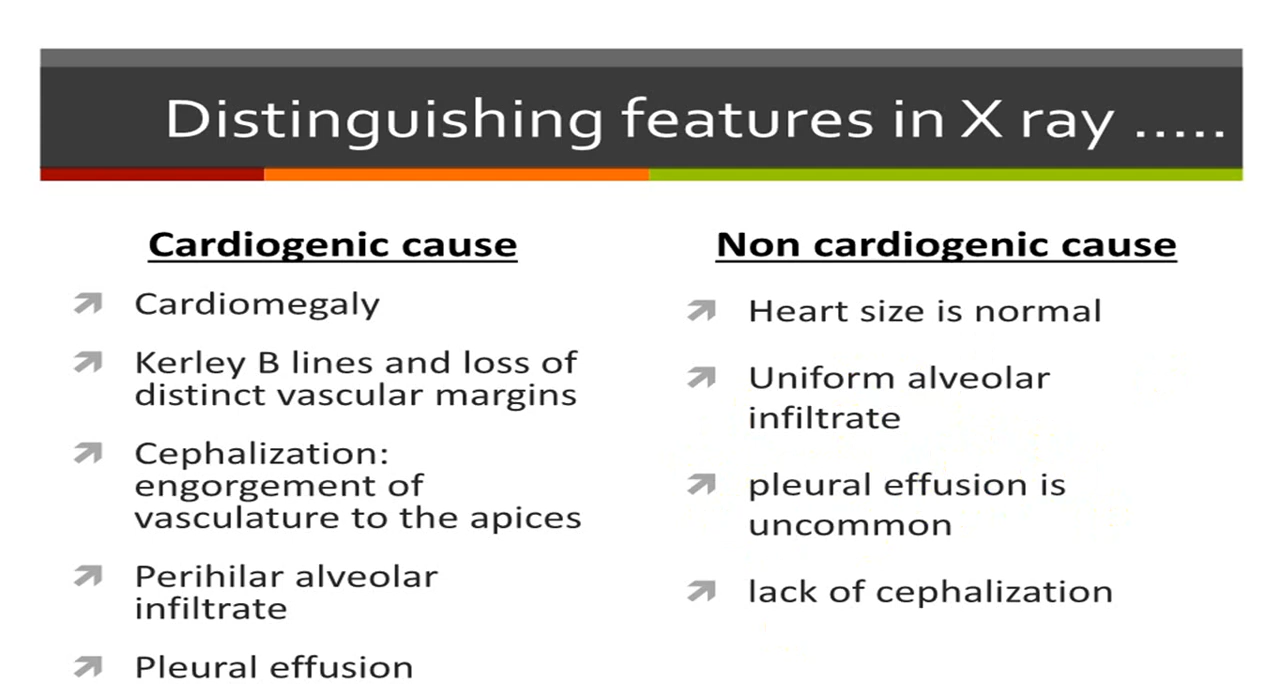 Distinguishing features in X ray .....
Cardiogenic cause
Cardiomegaly
Kerley B lines and loss of
distinct vascular margins
Cephalization:
engorgement of
vasculature to the apices
Perihilar alveolar
infiltrate
Pleural effusion
Non cardiogenic cause
Heart size is normal
Uniform alveolar
infiltrate
pleural effusion is
uncommon
lack of cephalization